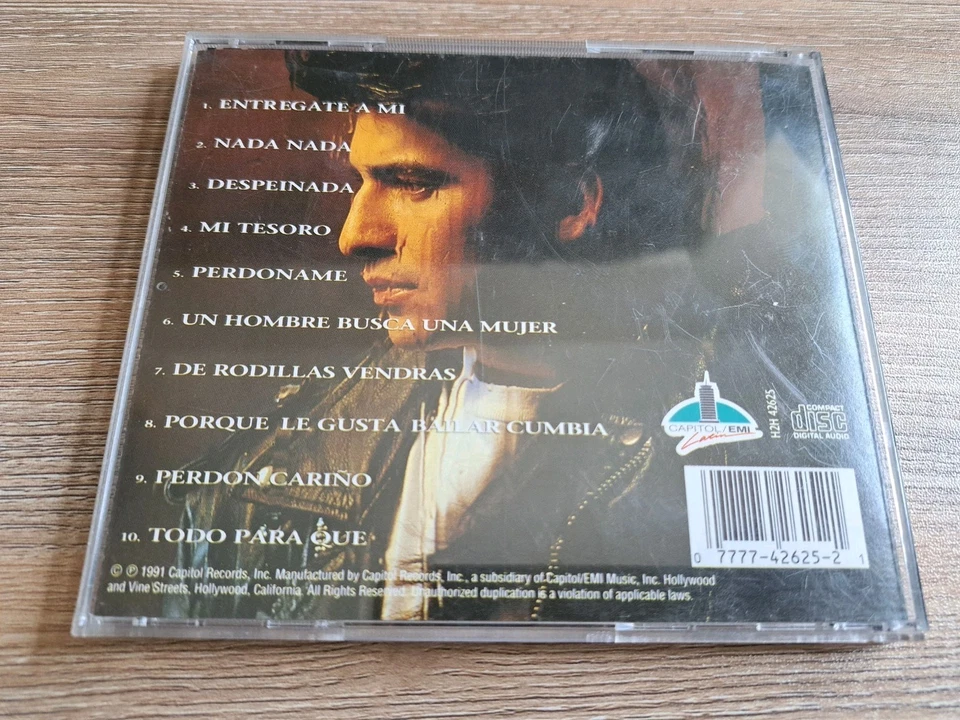 1. ENTREGATE A MI
2. NADA NADA
3. DESPEINADA
4. MI TESORO
5. PERDONAME
6. UN HOMBRE BUSCA UNA MUJER
7. DE RODILLAS VENDRAS
8. PORQUE LE GUSTA BAILAR CUMBIA
9. PERDON CARIÑO
10. TODO PARA QUE
CAPITOL/EMI
Latin
H2H 42625
COMPACT
disc
DIGITAL AUDIO
0 7777-42625-2 1
© ℗ 1991 Capitol Records, Inc. Manufactured by Capitol Records, Inc., a subsidiary of Capitol/EMI Music, Inc. Hollywood
and Vine Streets, Hollywood, California. All Rights Reserved. Unauthorized duplication is a violation of applicable laws.